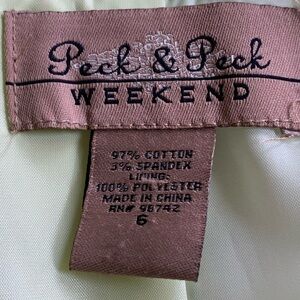 Peck & Peck
WEEKEND
97% COTTON
3% SPANDEX
LINING:
100% POLYESTER
MADE IN CHINA
RN# 96742
6